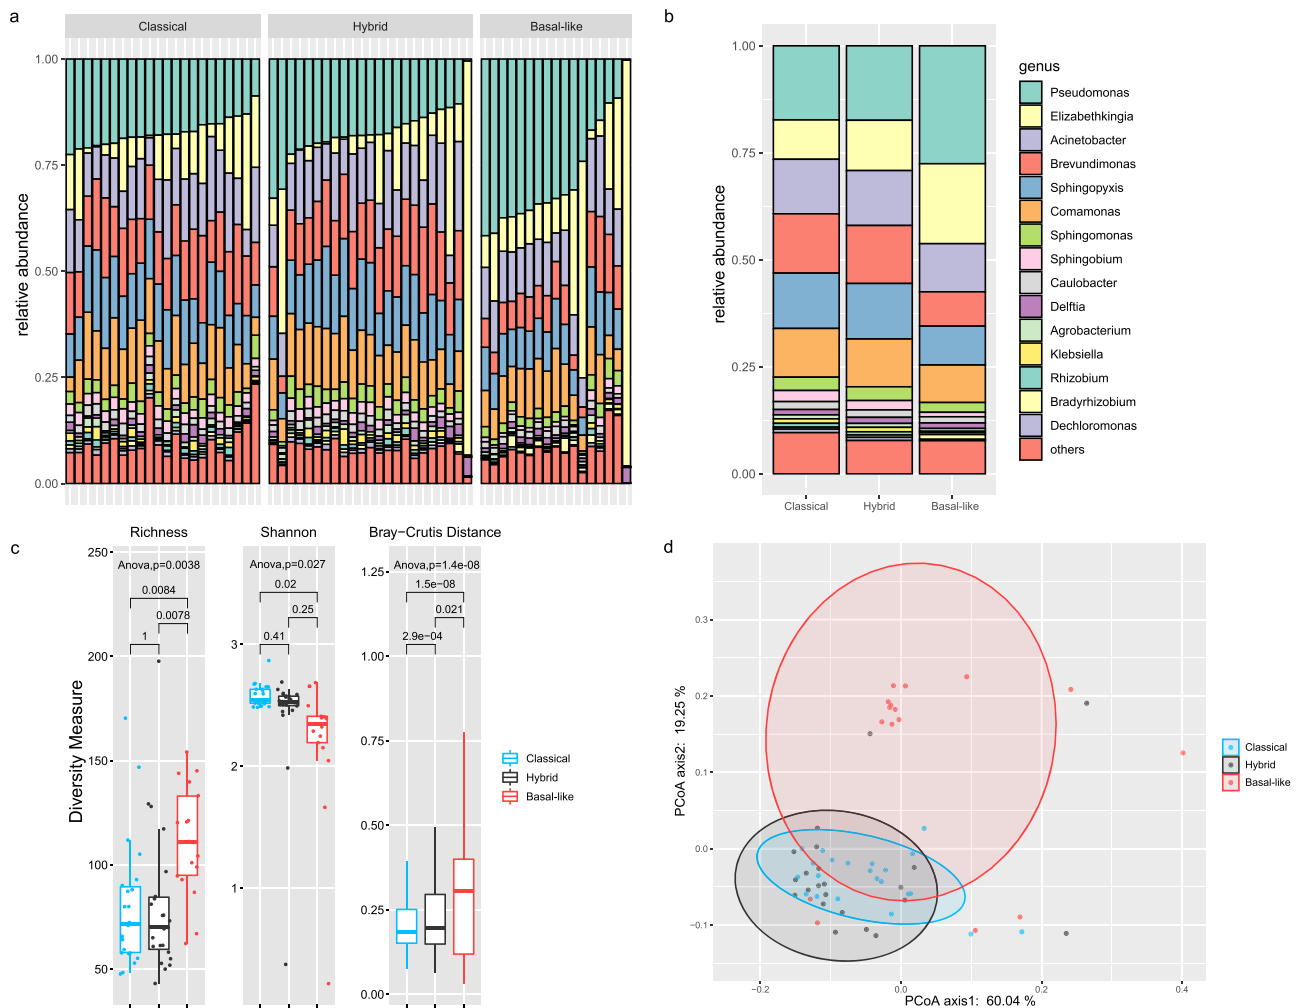 a
Classical
Hybrid
Basal-like
relative abundance
1.00
0.75
0.50
0.25
0.00
b
relative abundance
1.00
0.75
0.50
0.25
0.00
Classical
Hybrid
Basal-like
genus
Pseudomonas
Elizabethkingia
Acinetobacter
Brevundimonas
Sphingopyxis
Comamonas
Sphingomonas
Sphingobium
Caulobacter
Delftia
Agrobacterium
Klebsiella
Rhizobium
Bradyrhizobium
Dechloromonas
others
c
Diversity Measure
Richness
Anova,p=0.0038
0.0084
0.0078
1
250
200
150
100
50
Shannon
Anova,p=0.027
0.02
0.25
0.41
3
2
1
Bray−Crutis Distance
Anova,p=1.4e-08
1.5e−08
0.021
2.9e−04
1.25
1.00
0.75
0.50
0.25
0.00
Classical
Hybrid
Basal-like
d
PCoA axis2: 19.25 %
0.3
0.2
0.1
0.0
−0.1
−0.2
0.0
0.2
0.4
PCoA axis1: 60.04 %
Classical
Hybrid
Basal-like